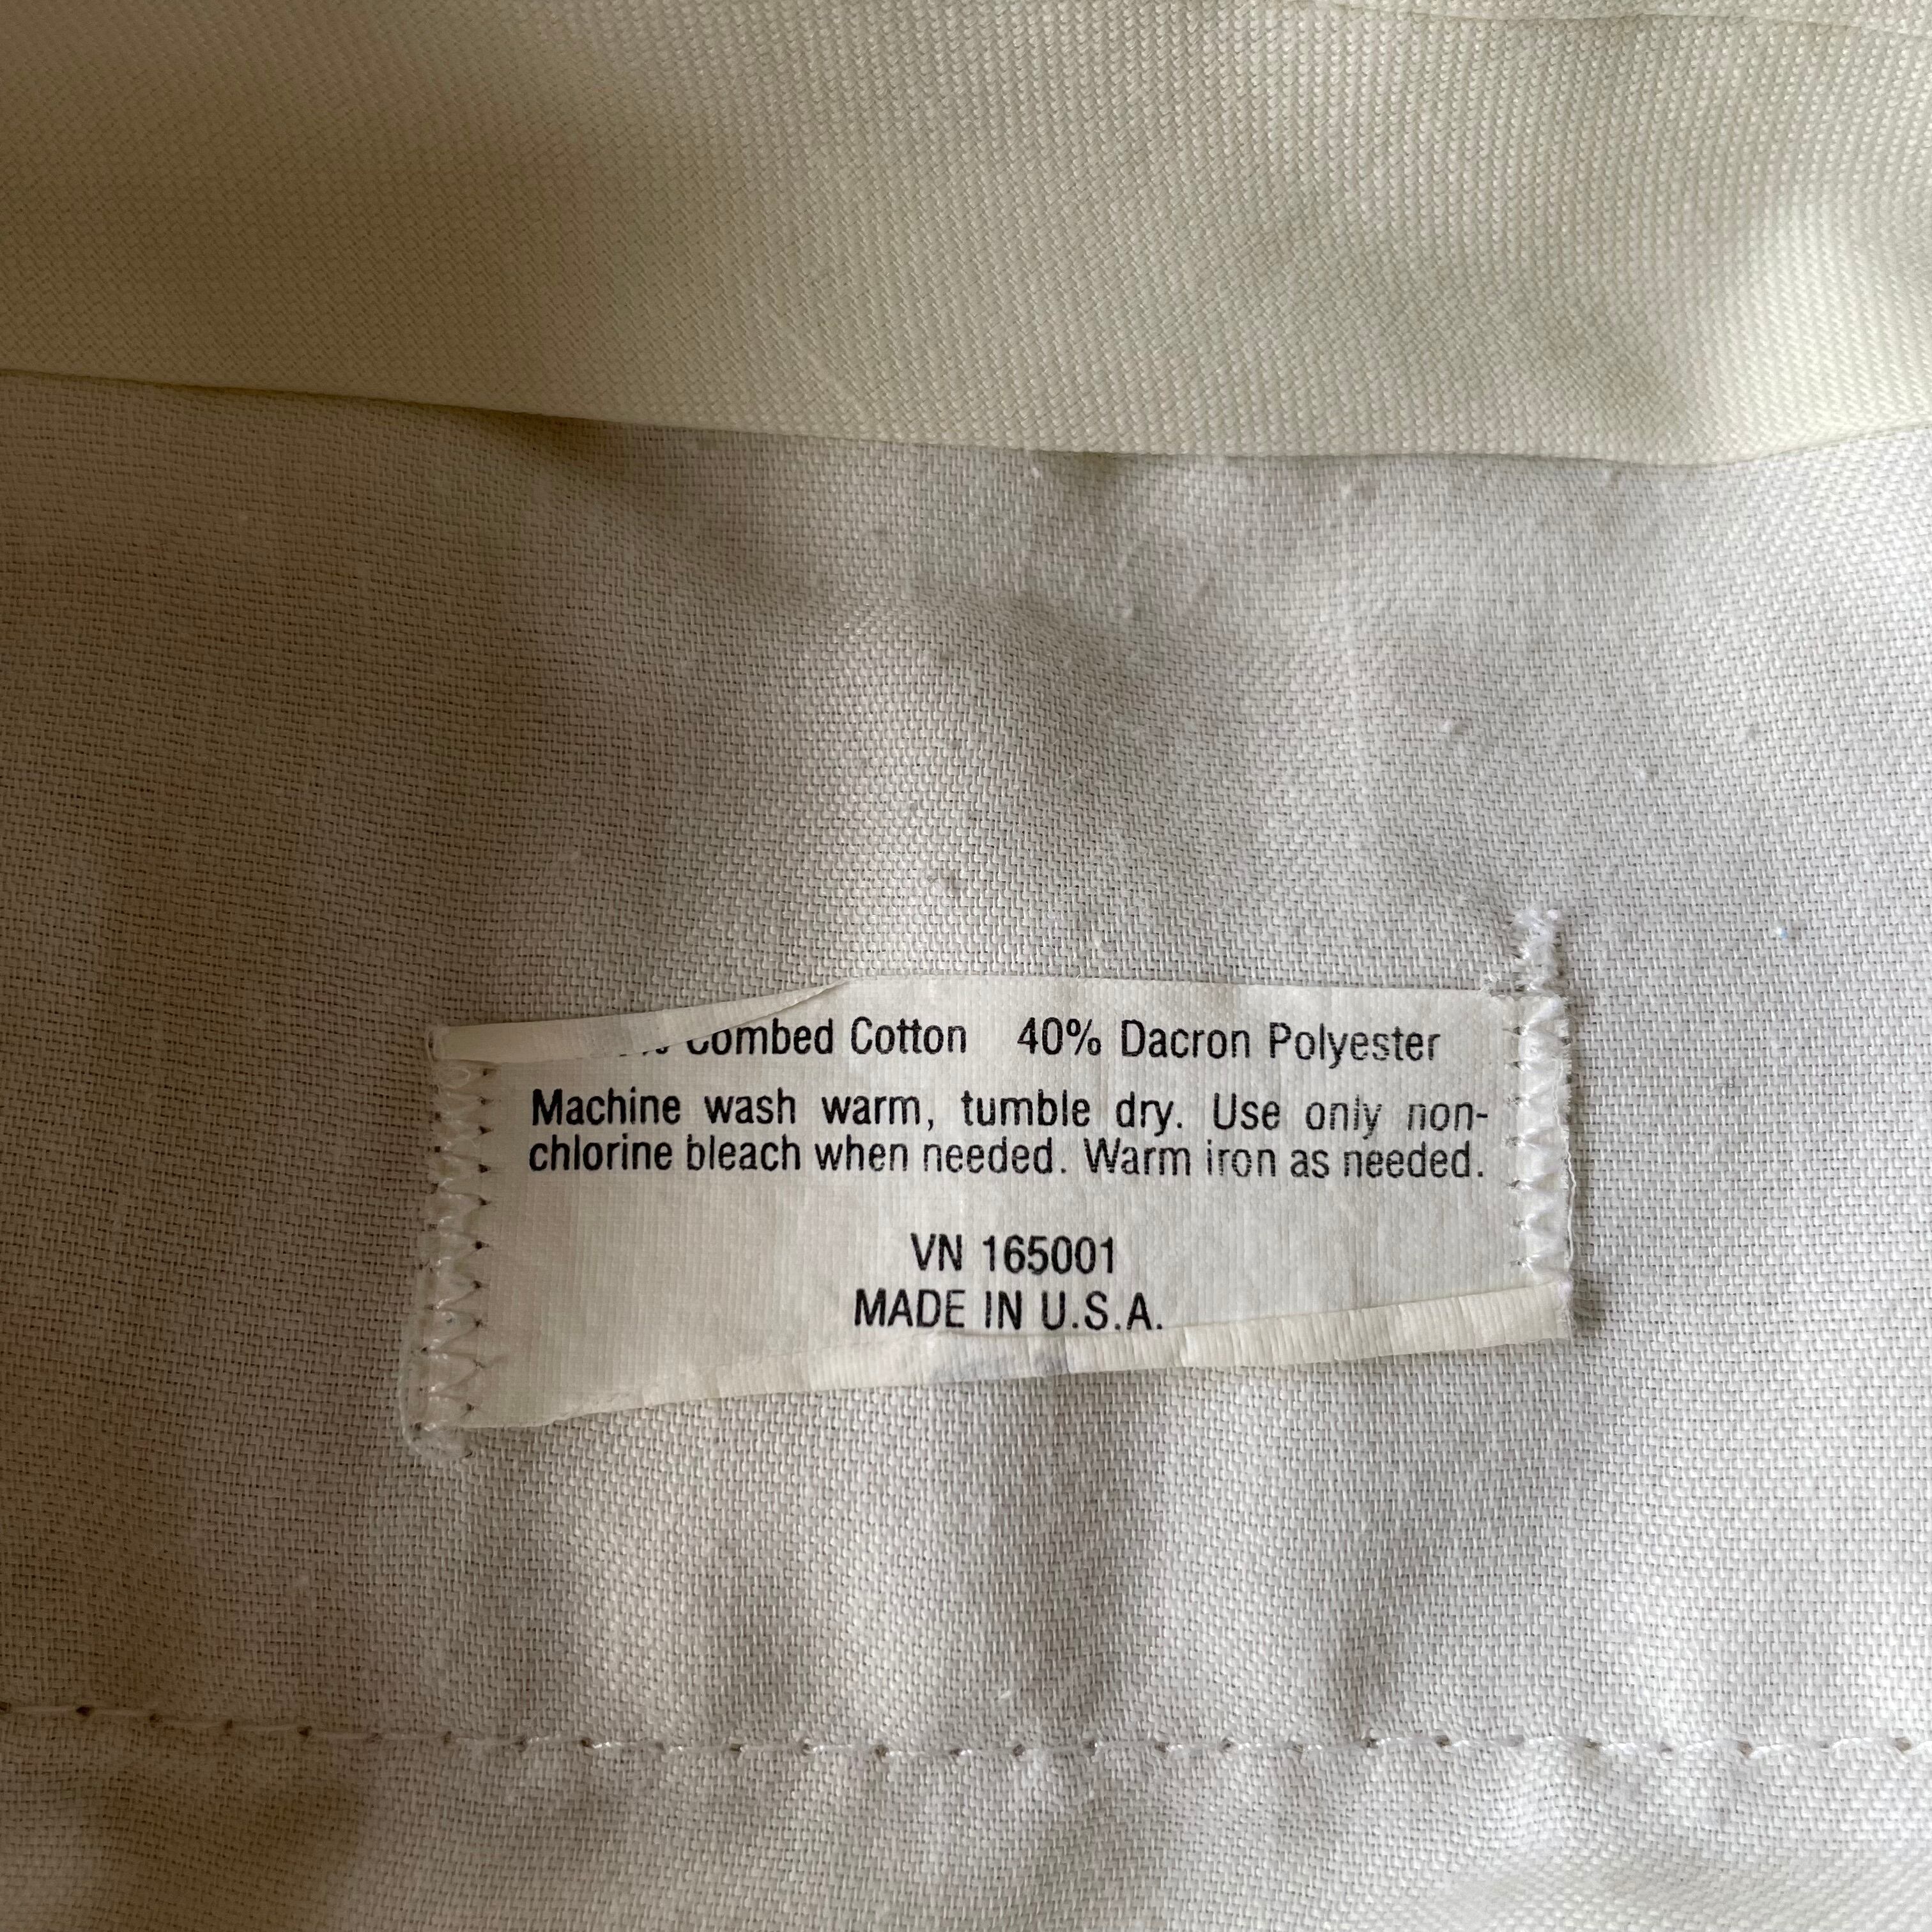 Combed Cotton 40% Dacron Polyester
Machine wash warm, tumble dry. Use only non-
chlorine bleach when needed. Warm iron as needed.
VN 165001
MADE IN U.S.A.